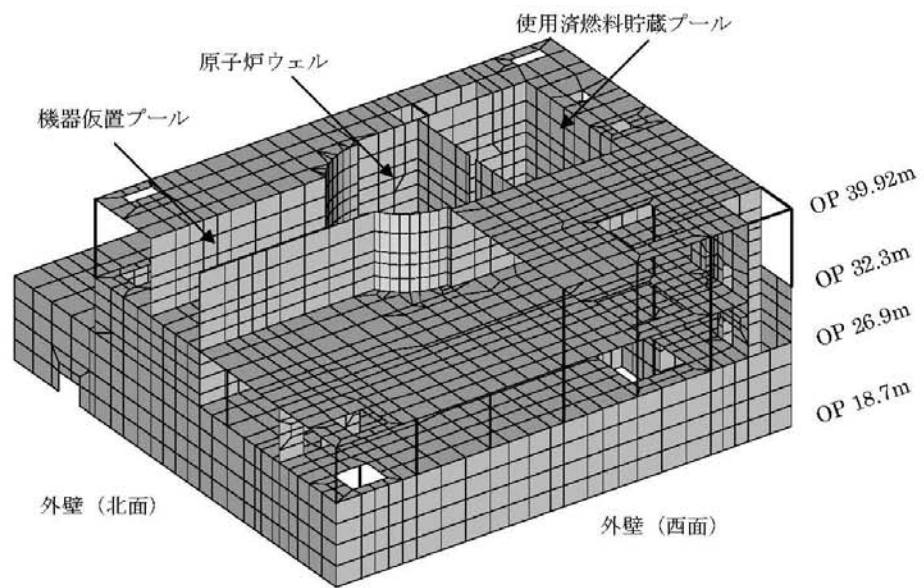 使用済燃料貯蔵プール
原子炉ウェル
機器仮置プール
OP 39.92m
OP 32.3m
OP 26.9m
OP 18.7m
外壁（北面）
外壁（西面）